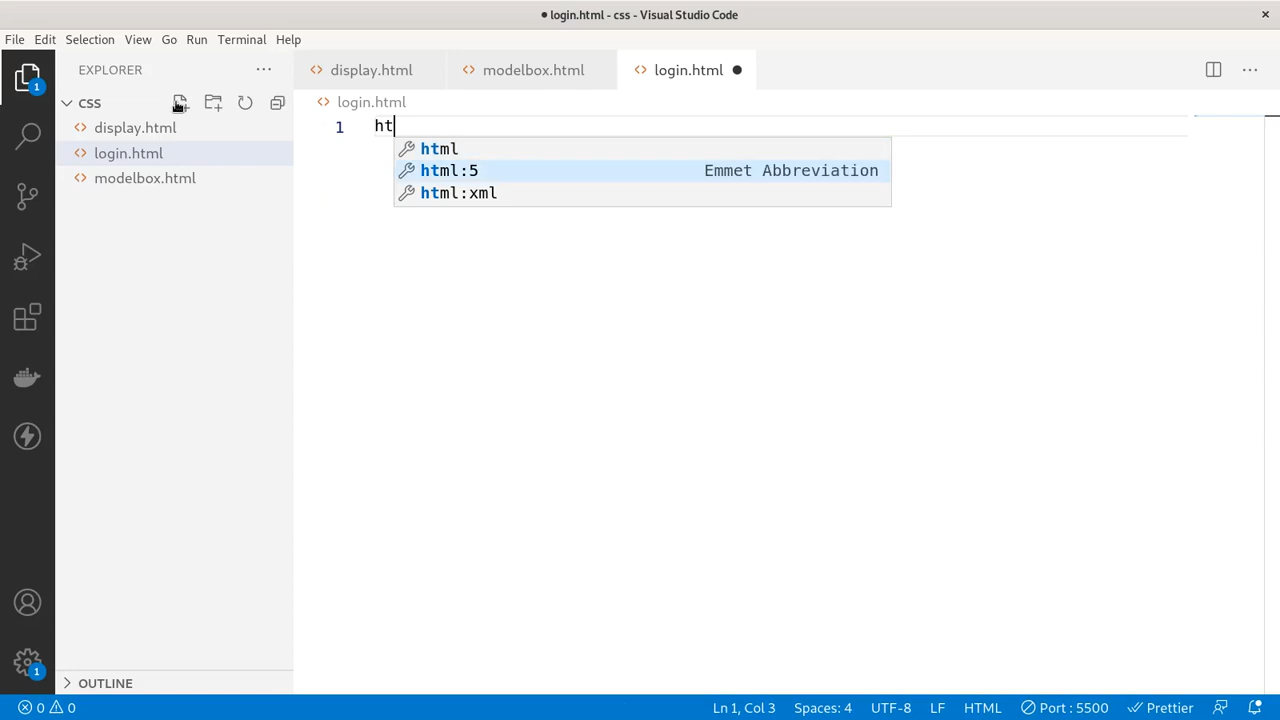 login.html - css - Visual Studio Code
File Edit Selection View Go Run Terminal Help
1
EXPLORER
display.html
modelbox.html
login.html
CSS
display.html
login.html
modelbox.html
login.html
1 ht
html
html:5 Emmet Abbreviation
html:xml
OUTLINE
1
0 0
Ln 1, Col 3 Spaces: 4 UTF-8 LF HTML Port : 5500 Prettier